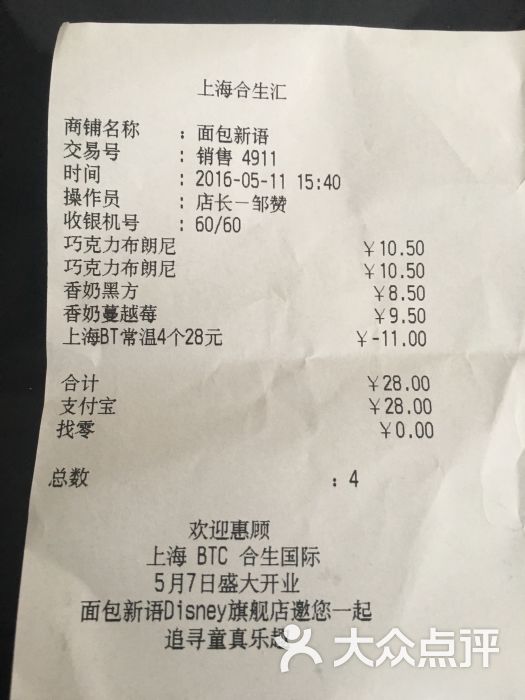 上海合生汇
商铺名称 : 面包新语
交易号 : 销售 4911
时间 : 2016-05-11 15:40
操作员 : 店长-邹赞
收银机号 : 60/60
巧克力布朗尼 ¥10.50
巧克力布朗尼 ¥10.50
香奶黑方 ¥8.50
香奶蔓越莓 ¥9.50
上海BT常温4个28元 ¥-11.00
合计 ¥28.00
支付宝 ¥28.00
找零 ¥0.00
总数 : 4
欢迎惠顾
上海 BTC 合生国际
5月7日盛大开业
面包新语Disney旗舰店邀您一起
追寻童真乐趣
大众点评